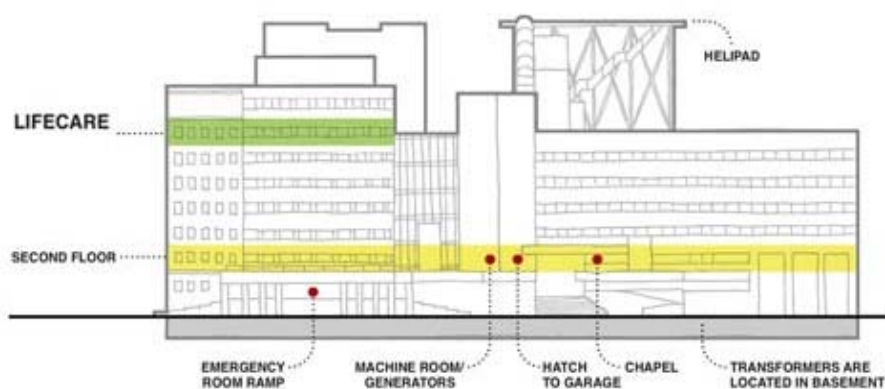 HELIPAD
LIFECARE
SECOND FLOOR
EMERGENCY
ROOM RAMP
MACHINE ROOM/
GENERATORS
HATCH
TO GARAGE
CHAPEL
TRANSFORMERS ARE
LOCATED IN BASEMENT